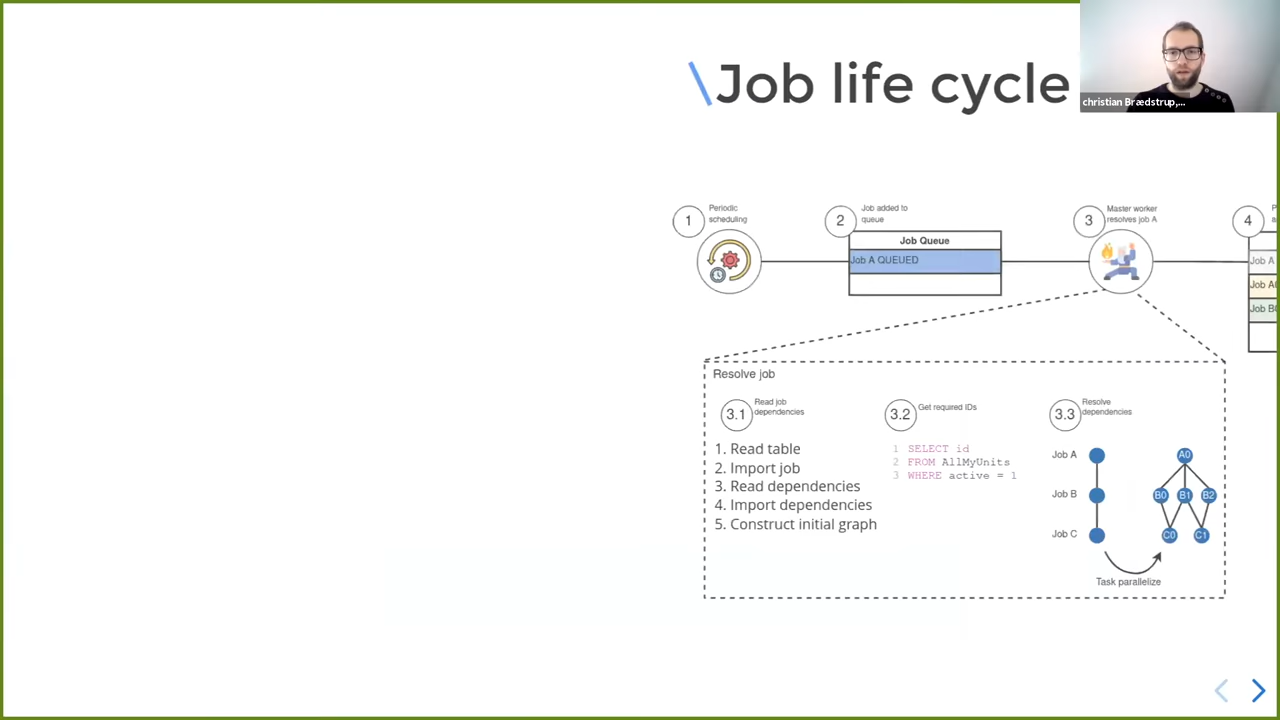 \Job life cycle
christian Brædstrup,...
1
Periodic
scheduling
2
Job added to
queue
Job Queue
Job A QUEUED
3
Master worker
resolves job A
4
Job A
Resolve job
3.1
Read job
dependencies
1. Read table
2. Import job
3. Read dependencies
4. Import dependencies
5. Construct initial graph
3.2
Get required IDs
1 SELECT id
2 FROM AllMyUnits
3 WHERE active = 1
3.3
Resolve
dependencies
Job A
Job B
Job C
A0
B0 B1 B2
C0 C1
Task parallelize